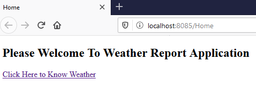 Home
localhost:8085/Home
Please Welcome To Weather Report Application
Click Here to Know Weather